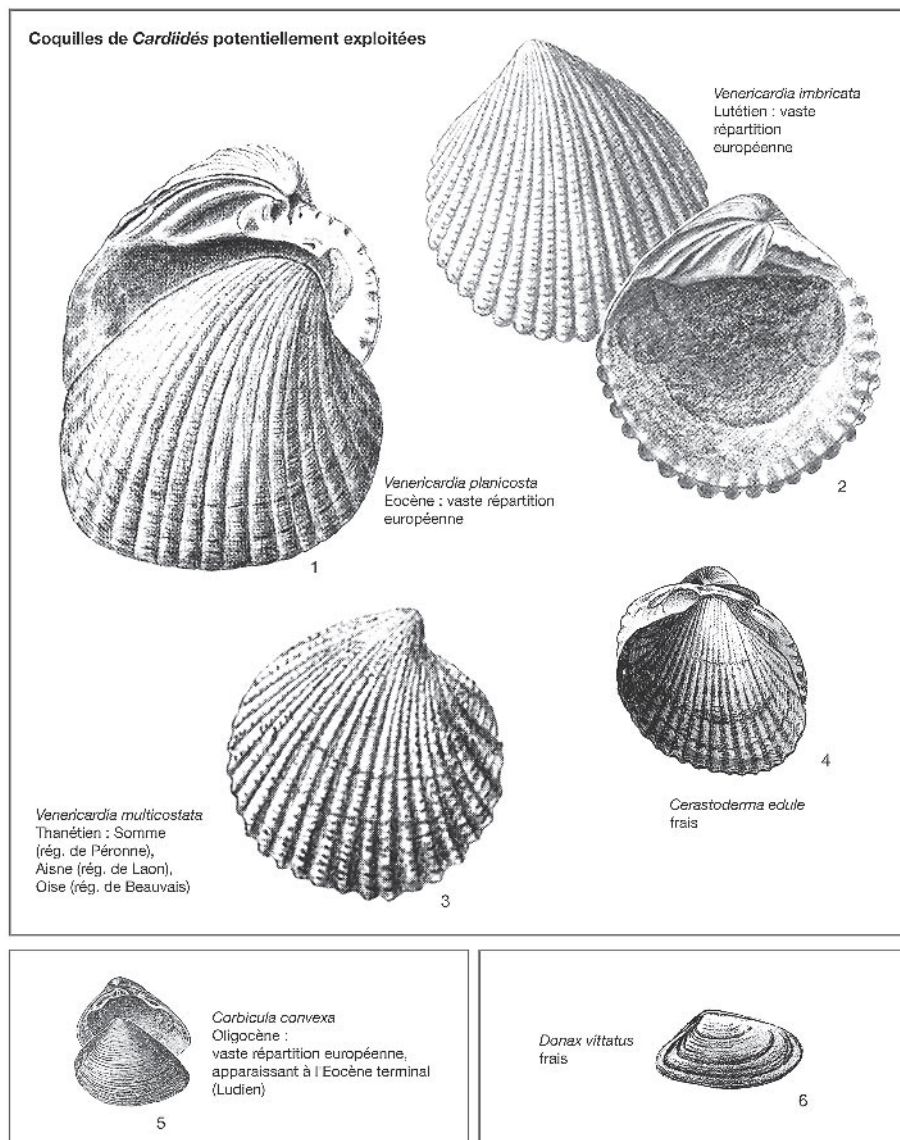 Coquilles de Cardiidés potentiellement exploitées
Venericardia imbricata
Lutétien : vaste
répartition
européenne
2
Venericardia planicosta
Eocène : vaste répartition
européenne
1
4
Cerastoderma edule
frais
Venericardia multicostata
Thanétien : Somme
(rég. de Péronne),
Aisne (rég. de Laon),
Oise (rég. de Beauvais)
3
Corbicula convexa
Oligocène :
vaste répartition européenne,
apparaissant à l'Eocène terminal
(Ludien)
5
Donax vittatus
frais
6